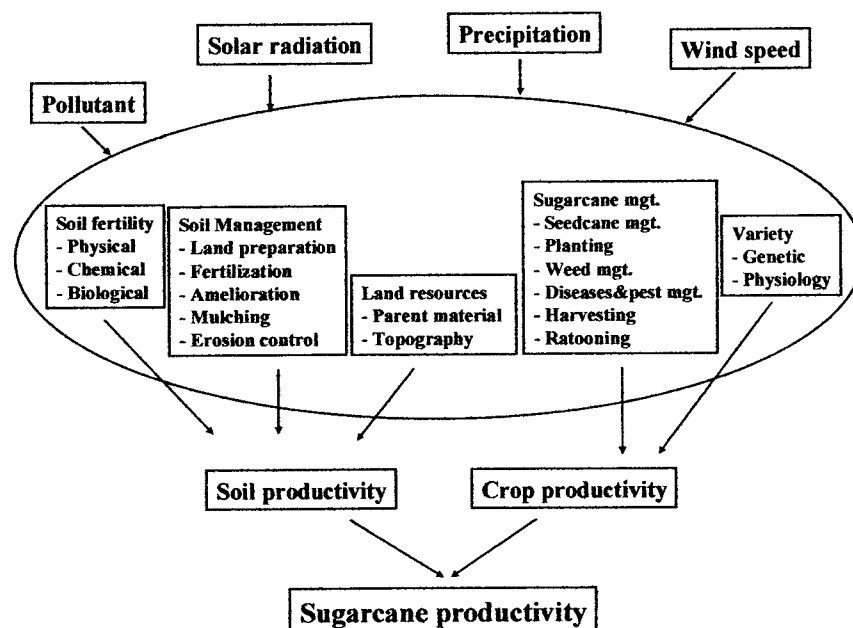 Precipitation
Solar radiation
Wind speed
Pollutant
Soil fertility
- Physical
- Chemical
- Biological
Soil Management
- Land preparation
- Fertilization
- Amelioration
- Mulching
- Erosion control
Land resources
- Parent material
- Topography
Sugarcane mgt.
- Seedcane mgt.
- Planting
- Weed mgt.
- Diseases&pest mgt.
- Harvesting
- Ratooning
Variety
- Genetic
- Physiology
Soil productivity
Crop productivity
Sugarcane productivity